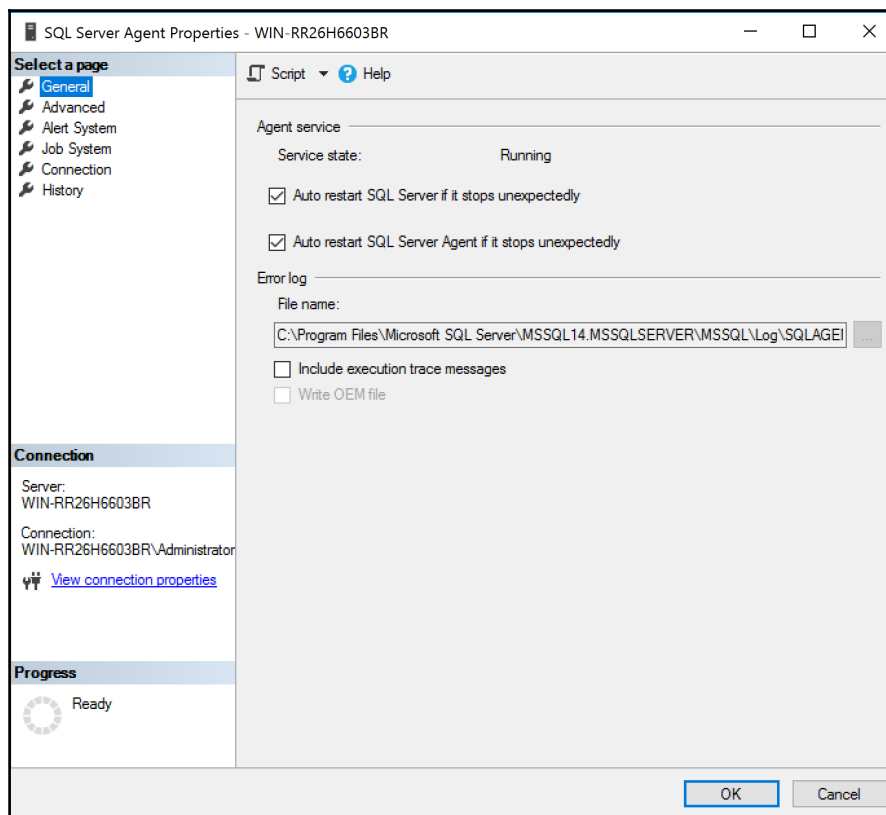 SQL Server Agent Properties - WIN-RR26H6603BR
Select a page
General
Advanced
Alert System
Job System
Connection
History
Script
Help
Agent service
Service state: Running
Auto restart SQL Server if it stops unexpectedly
Auto restart SQL Server Agent if it stops unexpectedly
Error log
File name:
C:\Program Files\Microsoft SQL Server\MSSQL14.MSSQLSERVER\MSSQL\Log\SQLAGE
...
Include execution trace messages
Write OEM file
Connection
Server:
WIN-RR26H6603BR
Connection:
WIN-RR26H6603BR\Administrator
View connection properties
Progress
Ready
OK
Cancel